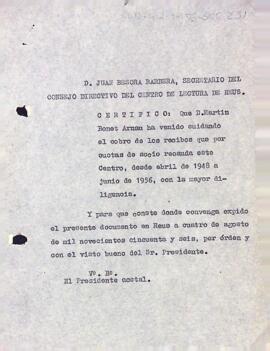 D. JUAN BESORA BARBERA, SECRETARIO DEL
CONSEJO DIRECTIVO DEL CENTRO DE LECTURA DE REUS.
CERTIFICO: Que D.Martin
Bonet Arnan ha venido cuidando
el cobro de los recibos que por
cuotas de socio recauda este
Centro, desde abril de 1948 a
junio de 1956, con la mayor di-
ligencia.
Y para que conste donde convenga expido
el presente documento en Reus a cuatro de agosto
de mil novecientos cincuenta y seis, por órden y
con el visto bueno del Sr. Presidente.
Vº. Bº.
El Presidente acctal.